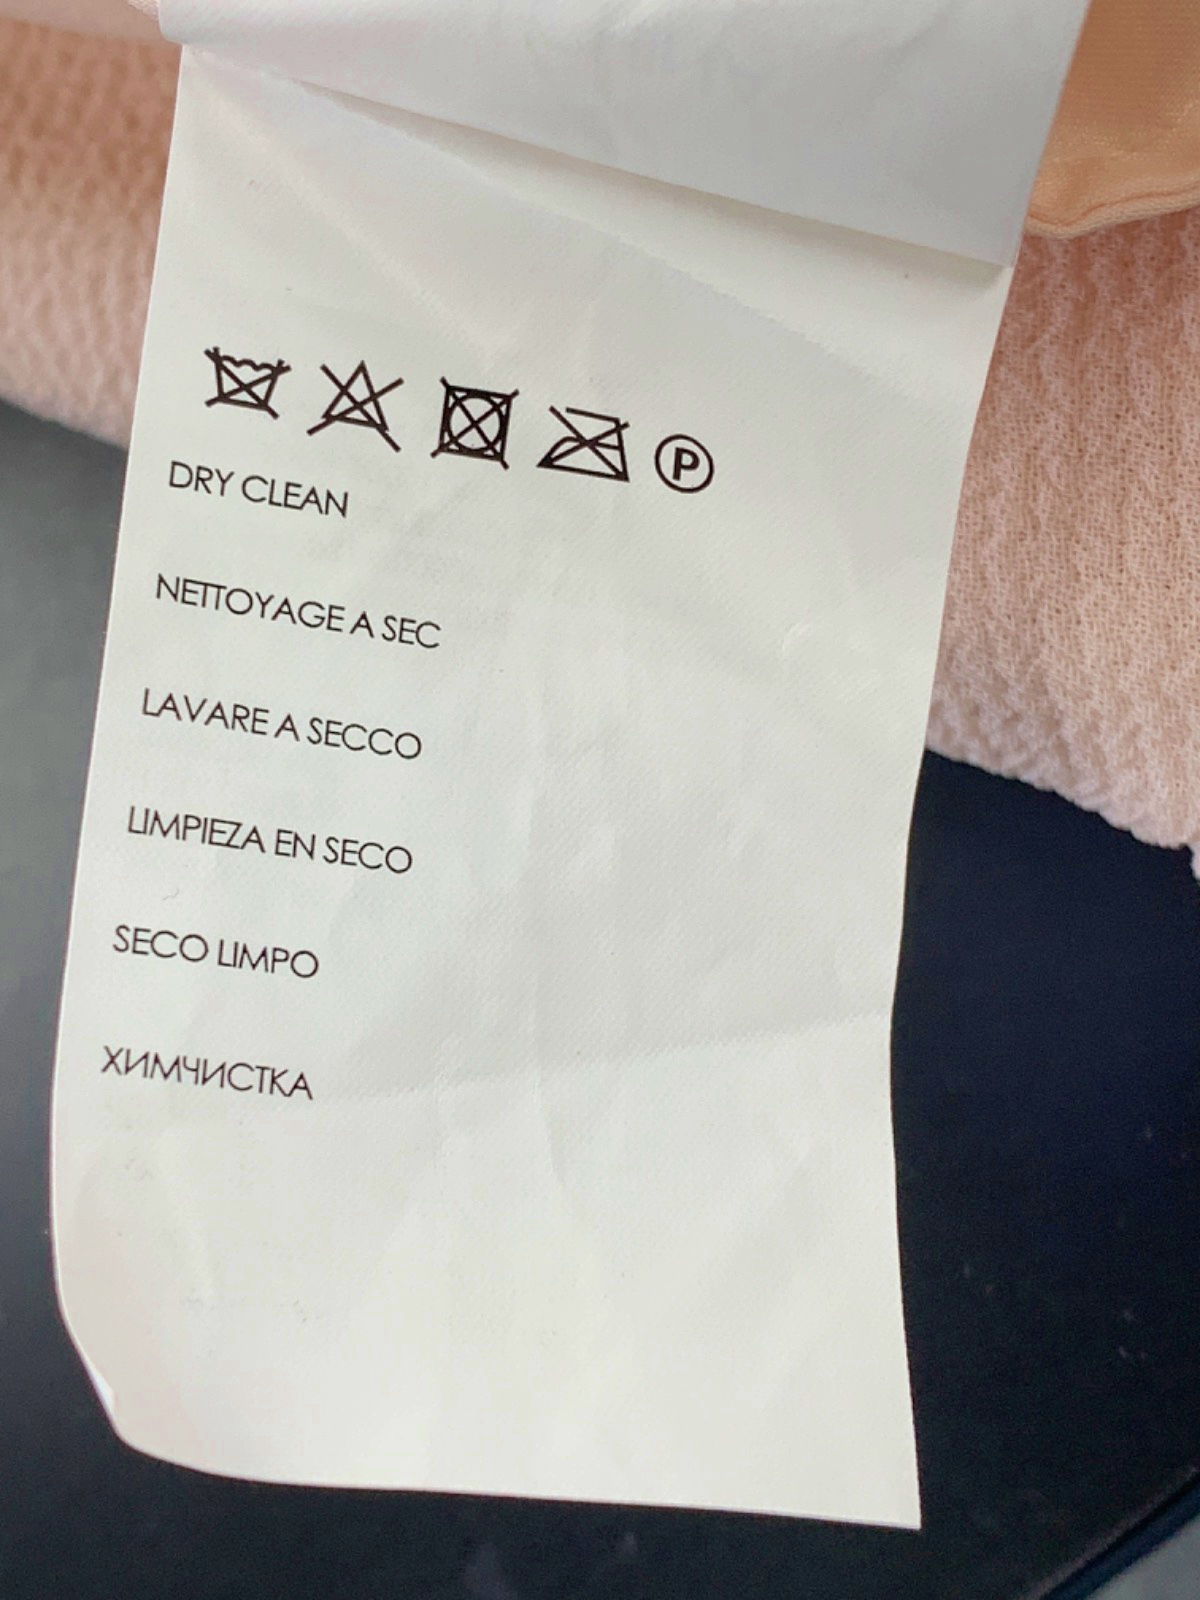 P
DRY CLEAN
NETTOYAGE A SEC
LAVARE A SECCO
LIMPIEZA EN SECO
SECO LIMPO
ХИМЧИСТКА